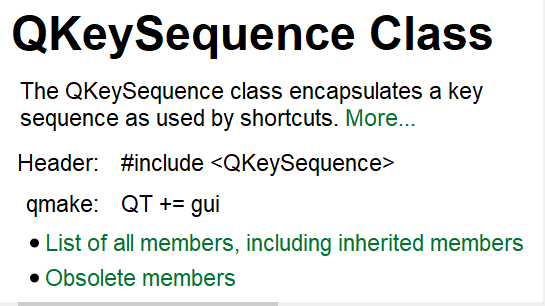 QKeySequence Class
The QKeySequence class encapsulates a key
sequence as used by shortcuts. More...
Header: #include <QKeySequence>
qmake: QT += gui
• List of all members, including inherited members
• Obsolete members